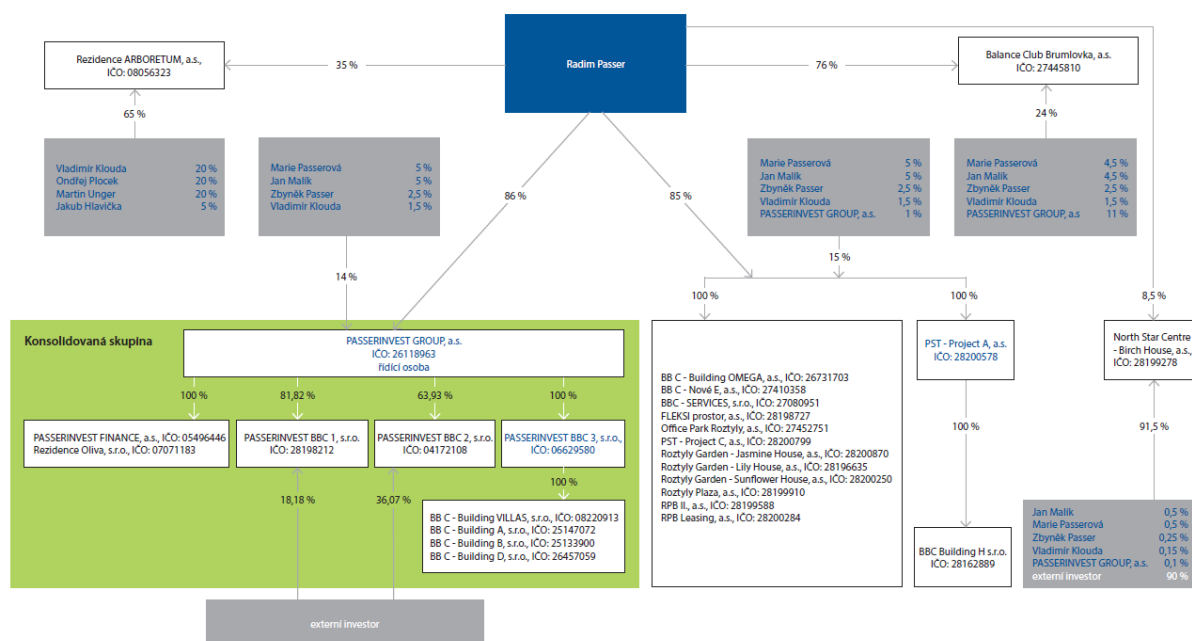 Radim Passer
Rezidence ARBORETUM, a.s.,
IČO: 08056323
35 %
76 %
Balance Club Brumlovka, a.s.
IČO: 27445810
65 %
24 %
Vladimír Klouda 20 %
Ondřej Plocek 20 %
Martin Unger 20 %
Jakub Hlavička 5 %
Marie Passerová 5 %
Jan Malík 5 %
Zbyněk Passer 2,5 %
Vladimír Klouda 1,5 %
86 %
85 %
Marie Passerová 5 %
Jan Malík 5 %
Zbyněk Passer 2,5 %
Vladimír Klouda 1,5 %
PASSERINVEST GROUP, a.s. 1 %
Marie Passerová 4,5 %
Jan Malík 4,5 %
Zbyněk Passer 2,5 %
Vladimír Klouda 1,5 %
PASSERINVEST GROUP, a.s 11 %
14 %
15 %
100 %
100 %
8,5 %
Konsolidovaná skupina
PASSERINVEST GROUP, a.s.
IČO: 26118963
řídící osoba
100 %
81,82 %
63,93 %
100 %
PASSERINVEST FINANCE, a.s., IČO: 05496446
Rezidence Oliva, s.r.o., IČO: 07071183
PASSERINVEST BBC 1, s.r.o.
IČO: 28198212
PASSERINVEST BBC 2, s.r.o.
IČO: 04172108
PASSERINVEST BBC 3, s.r.o.,
IČO: 06629580
18,18 %
36,07 %
100 %
BB C - Building VILLAS, s.r.o., IČO: 08220913
BB C - Building A, s.r.o., IČO: 25147072
BB C - Building B, s.r.o., IČO: 25133900
BB C - Building D, s.r.o., IČO: 26457059
externí investor
BB C - Building OMEGA, a.s., IČO: 26731703
BB C - Nové E, a.s., IČO: 27410358
BBC - SERVICES, s.r.o., IČO: 27080951
FLEKSI prostor, a.s., IČO: 28198727
Office Park Roztyly, a.s., IČO: 27452751
PST - Project C, a.s., IČO: 28200799
Roztyly Garden - Jasmine House, a.s., IČO: 28200870
Roztyly Garden - Lily House, a.s., IČO: 28196635
Roztyly Garden - Sunflower House, a.s., IČO: 28200250
Roztyly Plaza, a.s., IČO: 28199910
RPB II., a.s., IČO: 28199588
RPB Leasing, a.s., IČO: 28200284
PST - Project A, a.s.
IČO: 28200578
100 %
BBC Building H s.r.o.
IČO: 28162889
North Star Centre
- Birch House, a.s.,
IČO: 28199278
91,5 %
Jan Malík 0,5 %
Marie Passerová 0,5 %
Zbyněk Passer 0,25 %
Vladimír Klouda 0,15 %
PASSERINVEST GROUP, a.s. 0,1 %
externí investor 90 %